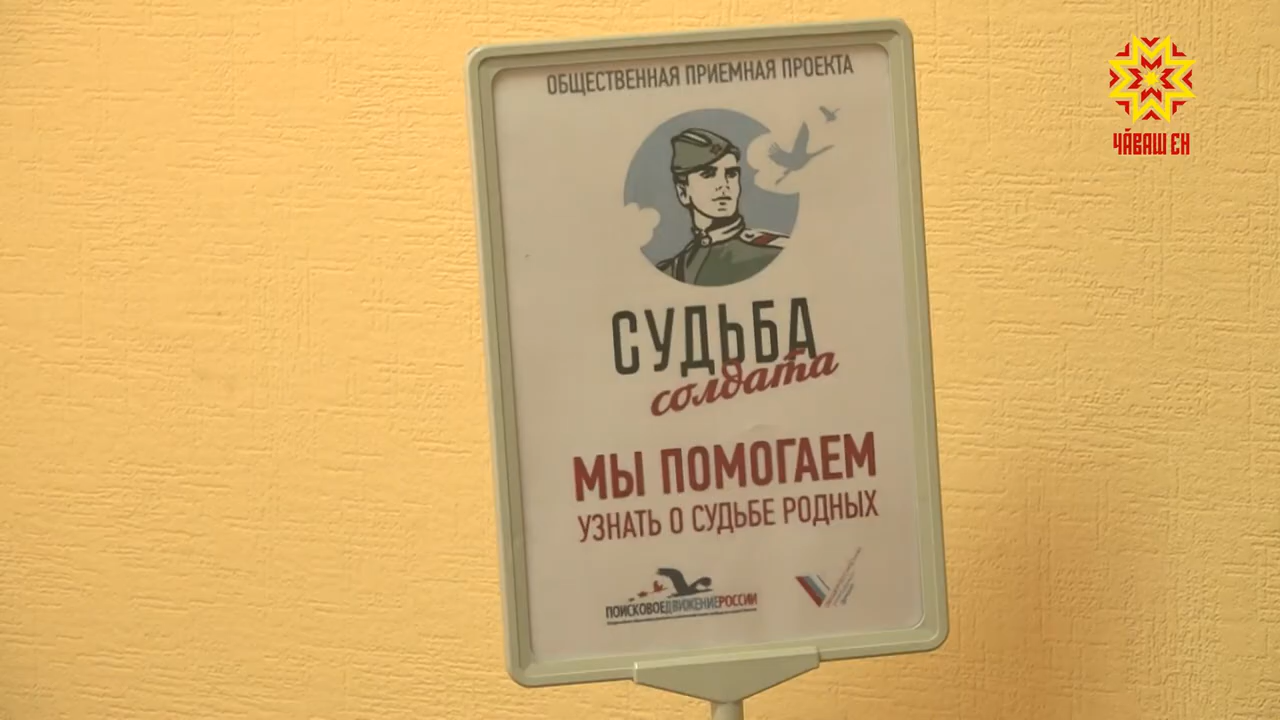 ОБЩЕСТВЕННАЯ ПРИЕМНАЯ ПРОЕКТА
ЧӐВАШ ЕН
СУДЬБА
солдата
МЫ ПОМОГАЕМ
УЗНАТЬ О СУДЬБЕ РОДНЫХ
ПОИСКОВОЕДВИЖЕНИЕРОССИИ